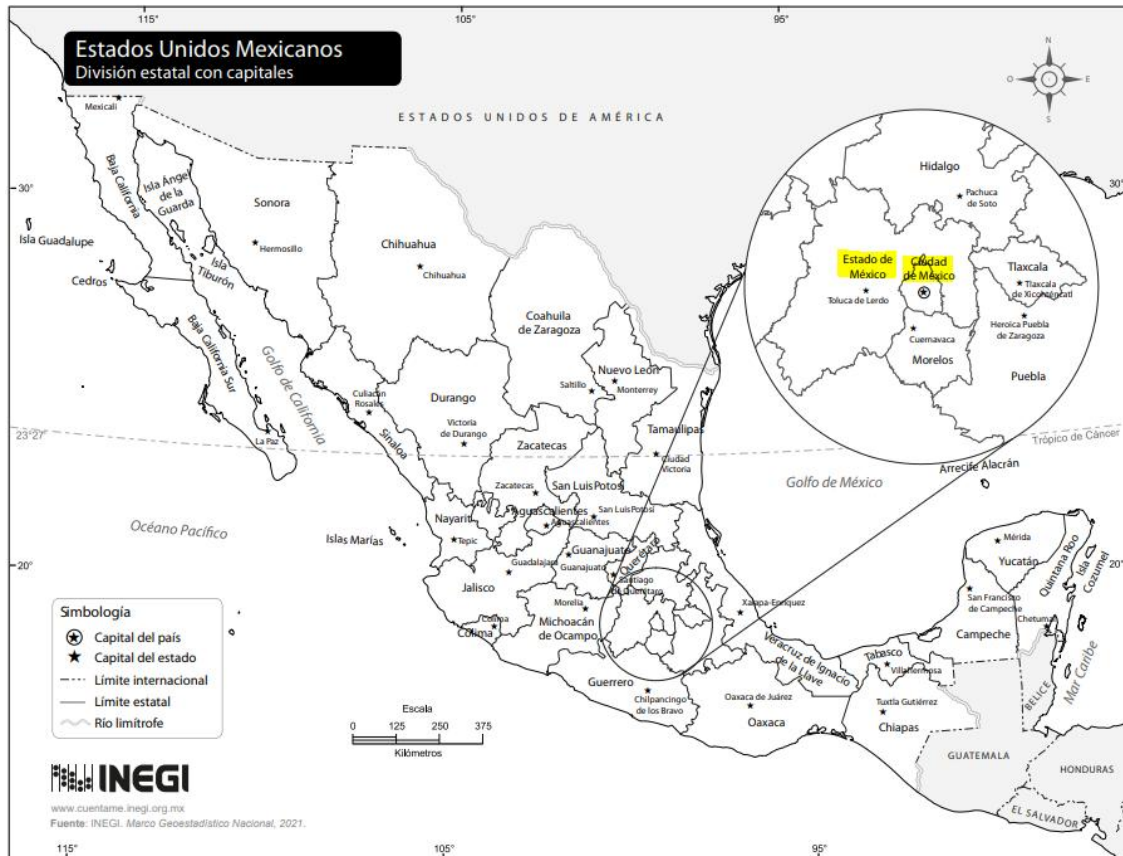 115°
105°
95°
Estados Unidos Mexicanos
División estatal con capitales
N
O
E
S
ESTADOS UNIDOS DE AMÉRICA
Mexicali
Baja California
Isla Ángel
de la
Guarda
Sonora
Hermosillo
30°
30°
Isla Guadalupe
Cedros
Isla
Tiburón
Chihuahua
Chihuahua
Coahuila
de Zaragoza
Nuevo León
Saltillo
Monterrey
Baja California Sur
Golfo de California
La Paz
Culiacán
Rosales
Sinaloa
Durango
Victoria
de Durango
Tamaulipas
Ciudad
Victoria
23°27'
Trópico de Cáncer
Zacatecas
Zacatecas
San Luis Potosí
San Luis Potosí
Aguascalientes
Aguascalientes
Nayarit
Tepic
Islas Marías
Océano Pacífico
Golfo de México
Arrecife Alacrán
Hidalgo
Pachuca
de Soto
Estado de
México
Ciudad
de México
Toluca de Lerdo
Tlaxcala
Tlaxcala
de Xicohténcatl
Heroica Puebla
de Zaragoza
Cuernavaca
Morelos
Puebla
Guanajuato
Guanajuato
Querétaro
Santiago
de Querétaro
Guadalajara
Jalisco
Colima
Colima
Morelia
Michoacán
de Ocampo
Xalapa-Enríquez
Veracruz de Ignacio
de la Llave
Guerrero
Chilpancingo
de los Bravo
Oaxaca de Juárez
Oaxaca
Tabasco
Villahermosa
Tuxtla Gutiérrez
Chiapas
Mérida
Yucatán
San Francisco
de Campeche
Campeche
Quintana Roo
Chetumal
Isla
Cozumel
20°
20°
Mar Caribe
BELICE
GUATEMALA
HONDURAS
EL SALVADOR
Simbología
Capital del país
Capital del estado
Límite internacional
Límite estatal
Río limítrofe
Escala
0 125 250 375
Kilómetros
INEGI
www.cuentame.inegi.org.mx
Fuente: INEGI. Marco Geoestadístico Nacional, 2021.
115°
105°
95°